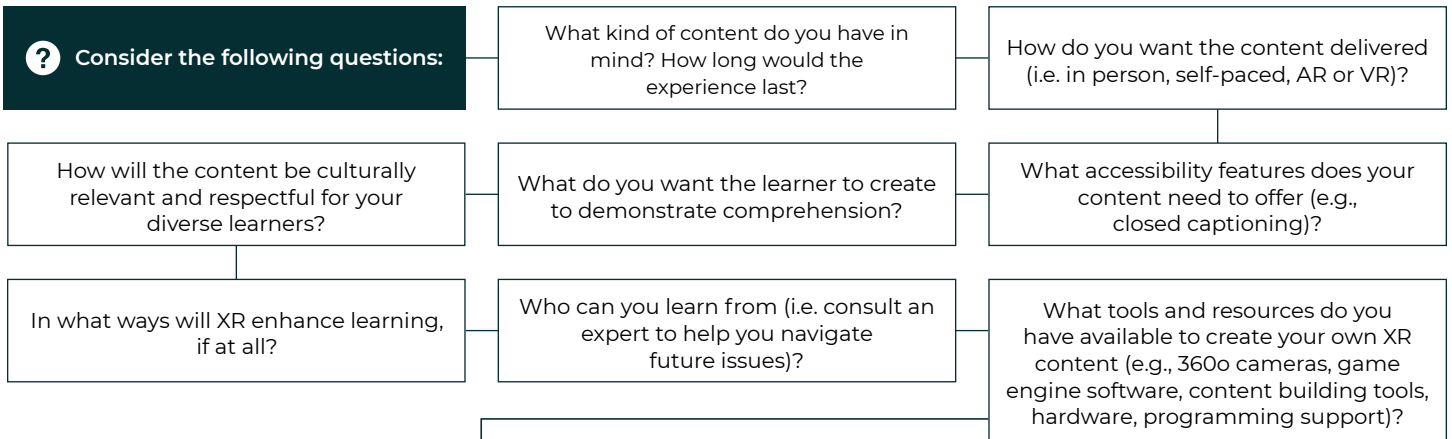 ? Consider the following questions:
What kind of content do you have in
mind? How long would the
experience last?
How do you want the content delivered
(i.e. in person, self-paced, AR or VR)?
What accessibility features does your
content need to offer (e.g.,
closed captioning)?
What do you want the learner to create
to demonstrate comprehension?
How will the content be culturally
relevant and respectful for your
diverse learners?
In what ways will XR enhance learning,
if at all?
Who can you learn from (i.e. consult an
expert to help you navigate
future issues)?
What tools and resources do you
have available to create your own XR
content (e.g., 360o cameras, game
engine software, content building tools,
hardware, programming support)?